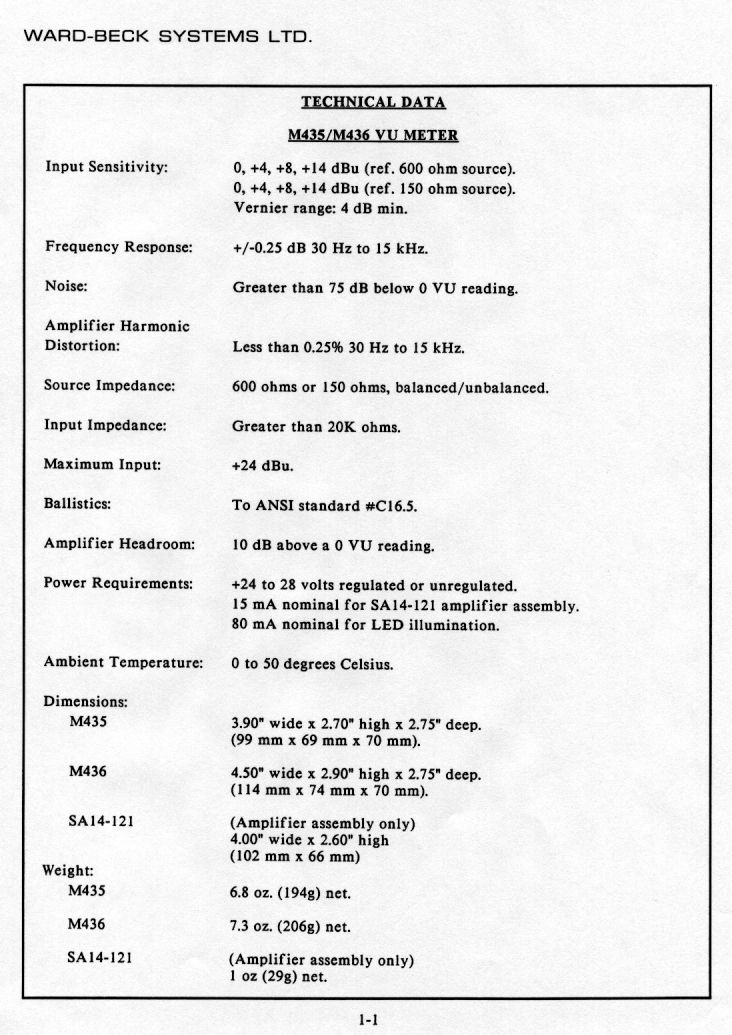 WARD-BECK SYSTEMS LTD.
TECHNICAL DATA
M435/M436 VU METER
Input Sensitivity: 0, +4, +8, +14 dBu (ref. 600 ohm source).
0, +4, +8, +14 dBu (ref. 150 ohm source).
Vernier range: 4 dB min.
Frequency Response: +/-0.25 dB 30 Hz to 15 kHz.
Noise: Greater than 75 dB below 0 VU reading.
Amplifier Harmonic
Distortion: Less than 0.25% 30 Hz to 15 kHz.
Source Impedance: 600 ohms or 150 ohms, balanced/unbalanced.
Input Impedance: Greater than 20K ohms.
Maximum Input: +24 dBu.
Ballistics: To ANSI standard #C16.5.
Amplifier Headroom: 10 dB above a 0 VU reading.
Power Requirements: +24 to 28 volts regulated or unregulated.
15 mA nominal for SA14-121 amplifier assembly.
80 mA nominal for LED illumination.
Ambient Temperature: 0 to 50 degrees Celsius.
Dimensions:
M435 3.90" wide x 2.70" high x 2.75" deep.
(99 mm x 69 mm x 70 mm).
M436 4.50" wide x 2.90" high x 2.75" deep.
(114 mm x 74 mm x 70 mm).
SA14-121 (Amplifier assembly only)
4.00" wide x 2.60" high
(102 mm x 66 mm)
Weight:
M435 6.8 oz. (194g) net.
M436 7.3 oz. (206g) net.
SA14-121 (Amplifier assembly only)
1 oz (29g) net.
1-1